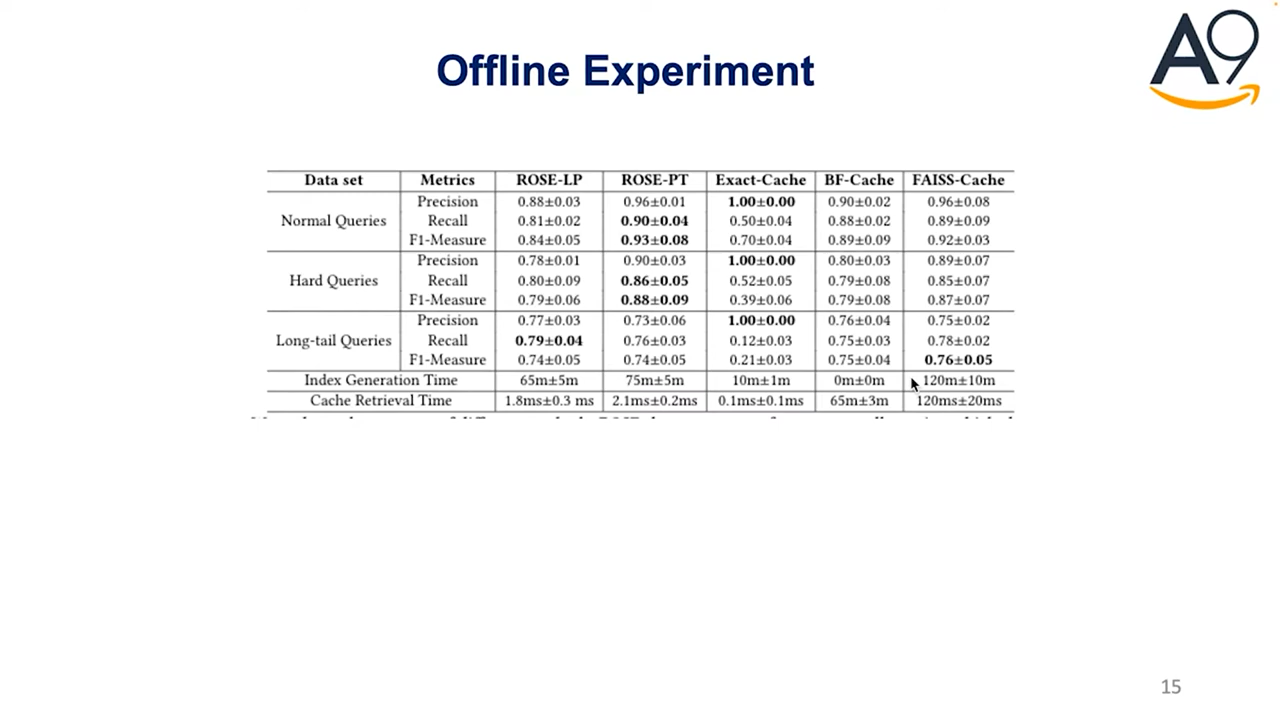 A9
Offline Experiment
Data set Metrics ROSE-LP ROSE-PT Exact-Cache BF-Cache FAISS-Cache
Precision 0.88±0.03 0.96±0.01 1.00±0.00 0.90±0.02 0.96±0.08
Normal Queries Recall 0.81±0.02 0.90±0.04 0.50±0.04 0.88±0.02 0.89±0.09
F1-Measure 0.84±0.05 0.93±0.08 0.70±0.04 0.89±0.09 0.92±0.03
Precision 0.78±0.01 0.90±0.03 1.00±0.00 0.80±0.03 0.89±0.07
Hard Queries Recall 0.80±0.09 0.86±0.05 0.52±0.05 0.79±0.08 0.85±0.07
F1-Measure 0.79±0.06 0.88±0.09 0.39±0.06 0.79±0.08 0.87±0.07
Precision 0.77±0.03 0.73±0.06 1.00±0.00 0.76±0.04 0.75±0.02
Long-tail Queries Recall 0.79±0.04 0.76±0.03 0.12±0.03 0.75±0.03 0.78±0.02
F1-Measure 0.74±0.05 0.74±0.05 0.21±0.03 0.75±0.04 0.76±0.05
Index Generation Time 65m±5m 75m±5m 10m±1m 0m±0m 120m±10m
Cache Retrieval Time 1.8ms±0.3 ms 2.1ms±0.2ms 0.1ms±0.1ms 65m±3m 120ms±20ms
15